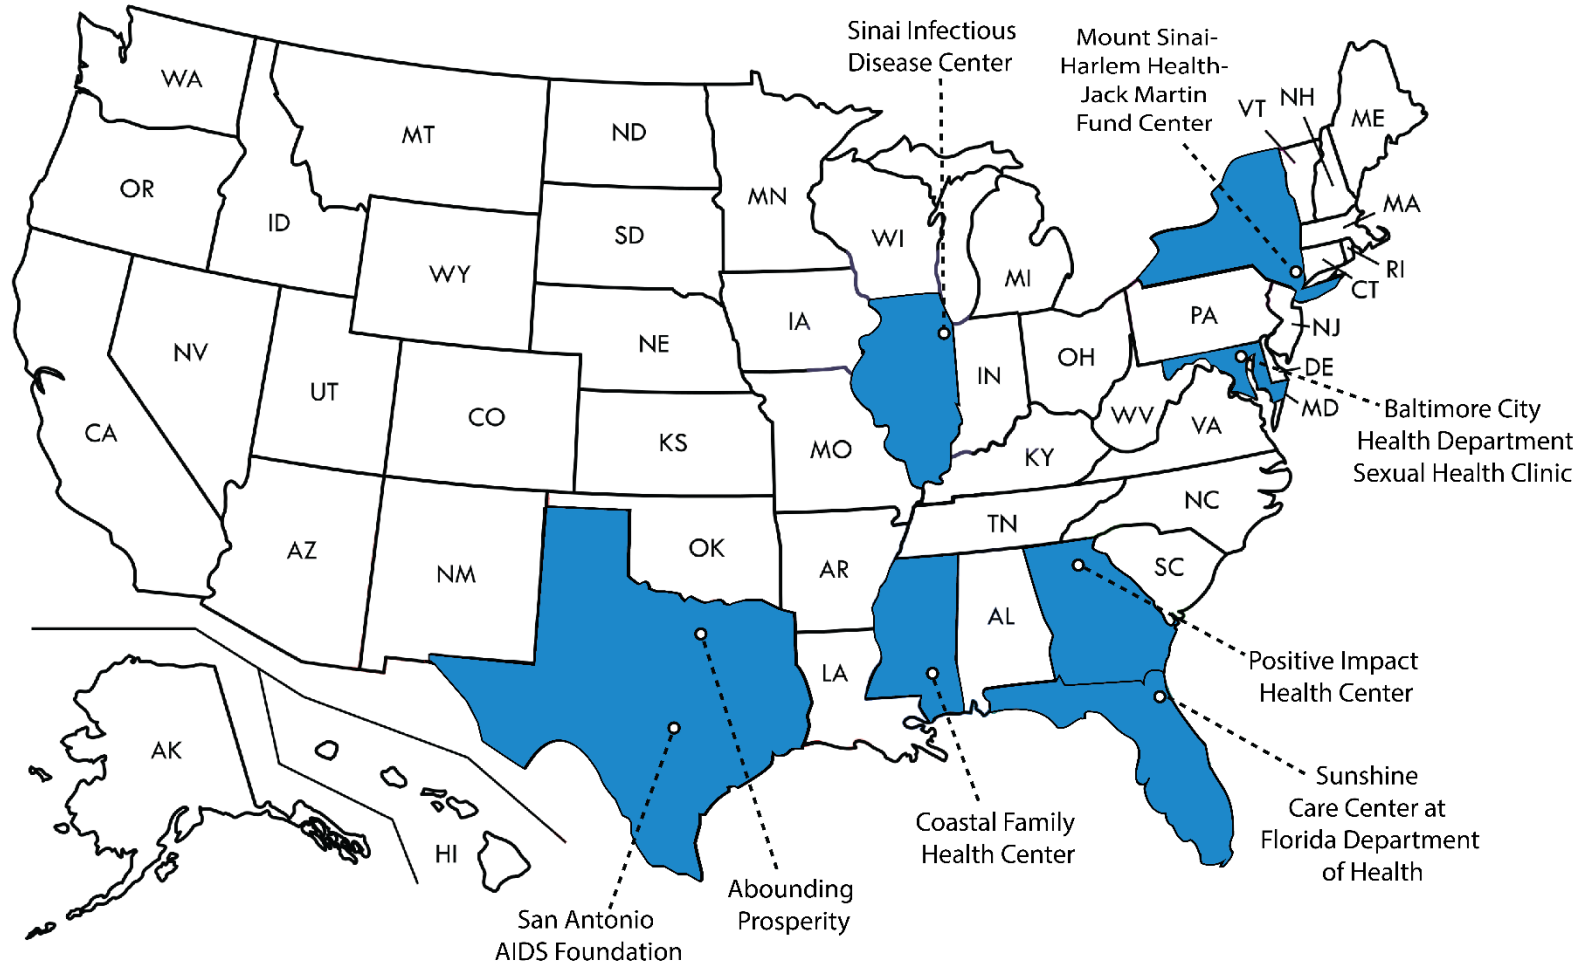 Sinai Infectious
Disease Center
Mount Sinai-
Harlem Health-
Jack Martin
Fund Center
VT
NH
ME
WA
MT
ND
MN
OR
ID
WY
SD
WI
MI
MA
RI
CT
NV
UT
CO
NE
IA
IN
OH
PA
NJ
DE
MD
CA
KS
MO
KY
WV
VA
Baltimore City
Health Department
Sexual Health Clinic
AZ
NM
OK
AR
TN
NC
SC
AL
LA
Positive Impact
Health Center
AK
HI
Sunshine
Care Center at
Florida Department
of Health
Coastal Family
Health Center
Abounding
Prosperity
San Antonio
AIDS Foundation